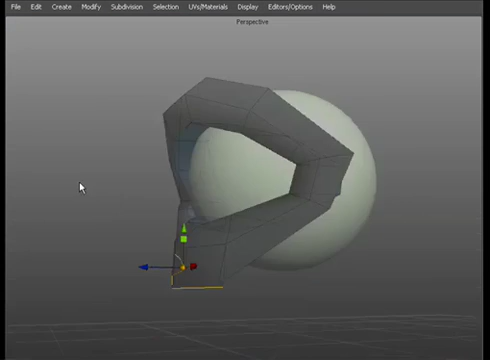 File Edit Create Modify Subdivision Selection UVs/Materials Display Editors/Options Help
Perspective